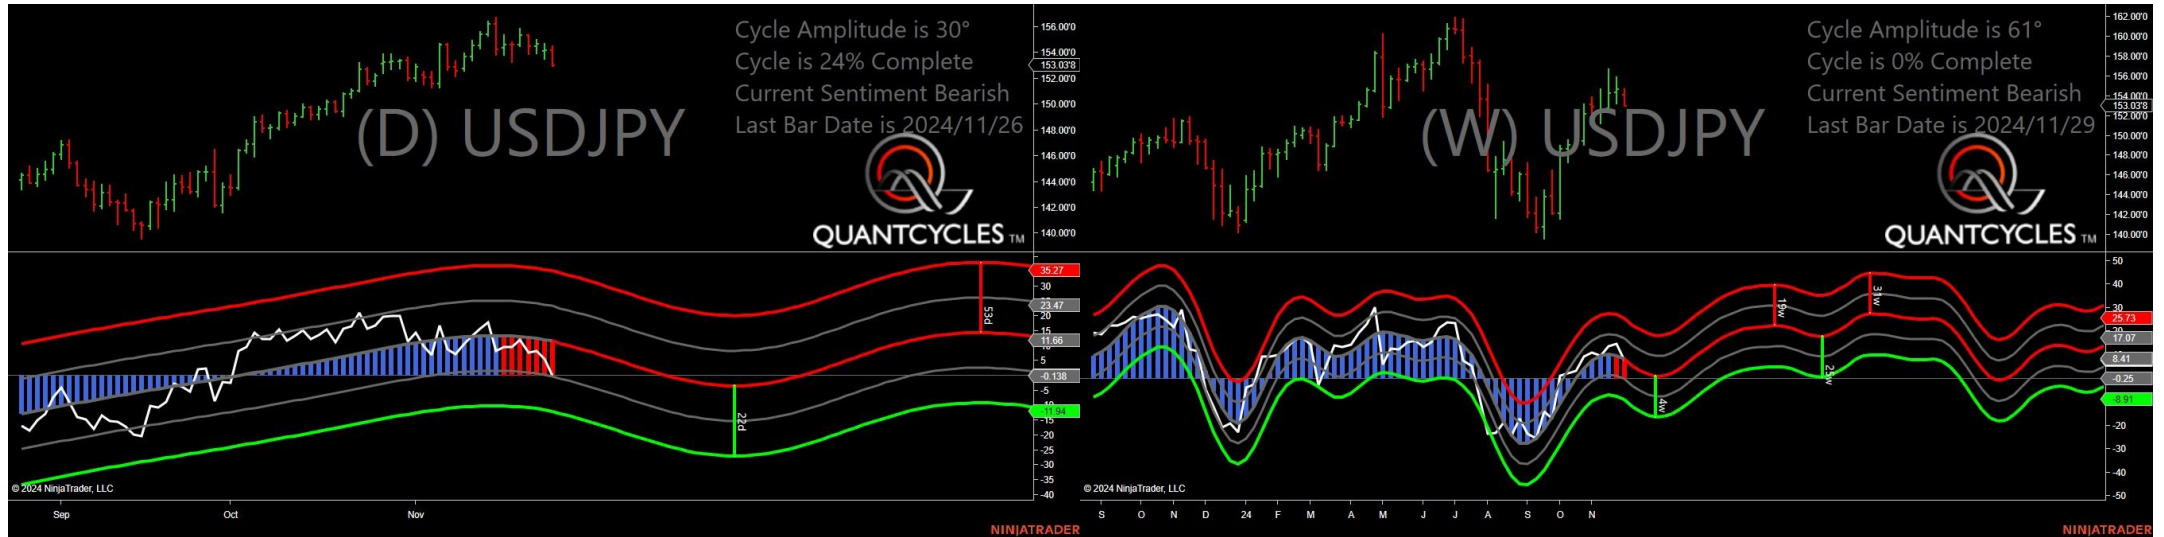 Cycle Amplitude is 30°
Cycle is 24% Complete
Current Sentiment Bearish
Last Bar Date is 2024/11/26
(D) USDJPY
QUANTCYCLES TM
156.00'0
154.00'0
153.03'8
152.00'0
150.00'0
148.00'0
146.00'0
144.00'0
142.00'0
140.00'0
35.27
30
23.47
20
15
11.66
5
-0.138
-5
-11.94
-15
-20
-25
-30
-35
-40
53d
22d
© 2024 NinjaTrader, LLC
Sep Oct Nov
NINJATRADER
Cycle Amplitude is 61°
Cycle is 0% Complete
Current Sentiment Bearish
Last Bar Date is 2024/11/29
(W) USDJPY
QUANTCYCLES TM
162.00'0
160.00'0
158.00'0
156.00'0
154.00'0
153.03'8
152.00'0
150.00'0
148.00'0
146.00'0
144.00'0
142.00'0
140.00'0
50
40
30
25.73
17.07
8.41
-0.25
-8.91
-20
-30
-40
-50
19w
31w
25w
4w
© 2024 NinjaTrader, LLC
S O N D 24 F M A M J J A S O N
NINJATRADER